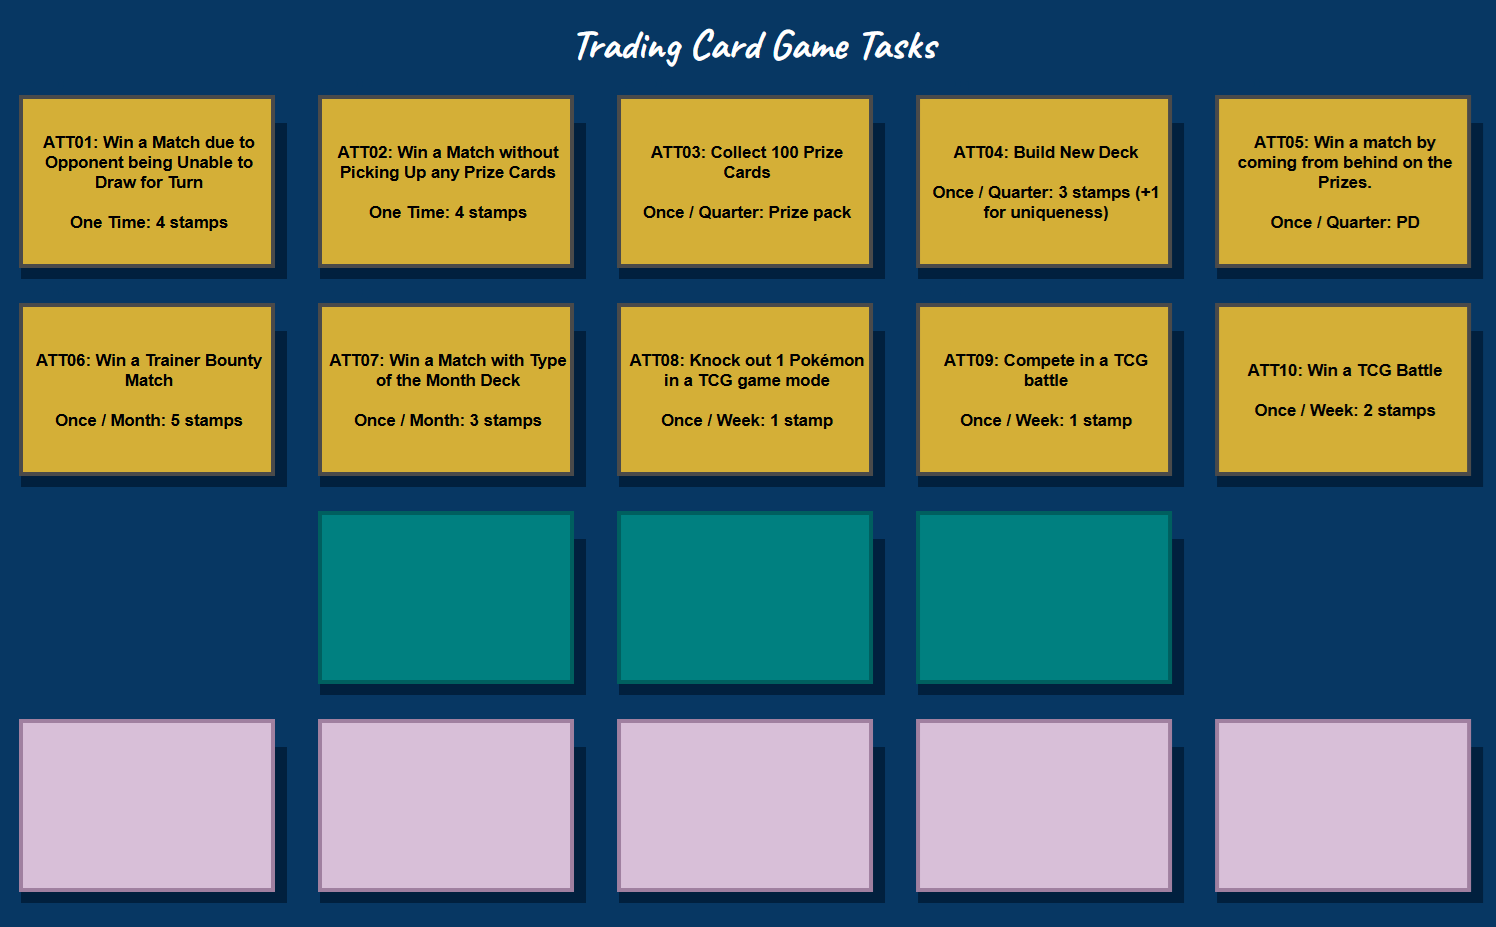 Trading Card Game Tasks
ATT01: Win a Match due to
Opponent being Unable to
Draw for Turn
One Time: 4 stamps
ATT02: Win a Match without
Picking Up any Prize Cards
One Time: 4 stamps
ATT03: Collect 100 Prize
Cards
Once / Quarter: Prize pack
ATT04: Build New Deck
Once / Quarter: 3 stamps (+1
for uniqueness)
ATT05: Win a match by
coming from behind on the
Prizes.
Once / Quarter: PD
ATT06: Win a Trainer Bounty
Match
Once / Month: 5 stamps
ATT07: Win a Match with Type
of the Month Deck
Once / Month: 3 stamps
ATT08: Knock out 1 Pokémon
in a TCG game mode
Once / Week: 1 stamp
ATT09: Compete in a TCG
battle
Once / Week: 1 stamp
ATT10: Win a TCG Battle
Once / Week: 2 stamps